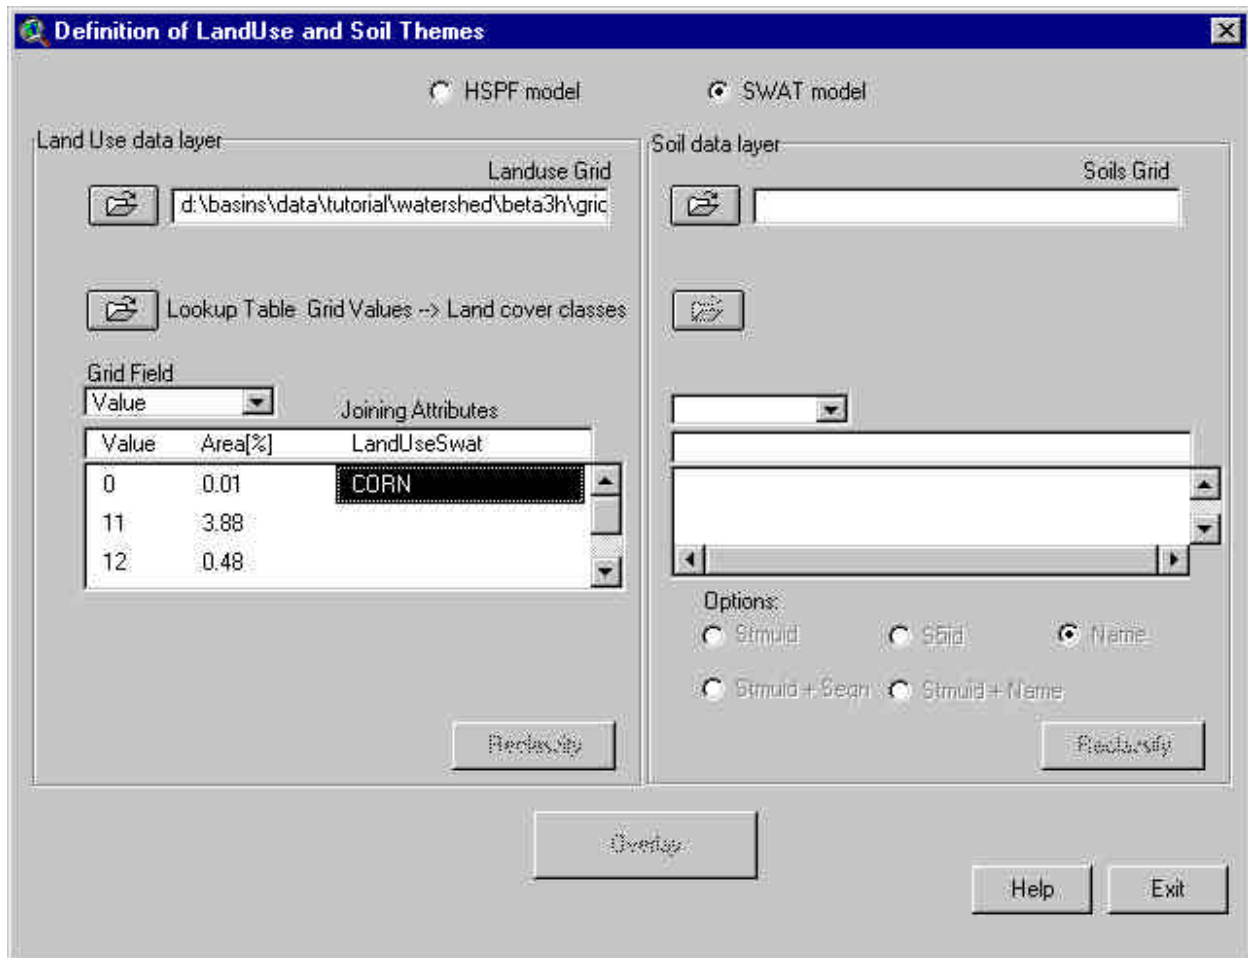 Definition of LandUse and Soil Themes
HSPF model
SWAT model
Land Use data layer
Landuse Grid
d:\basins\data\tutorial\watershed\beta3h\gric
Lookup Table Grid Values --> Land cover classes
Grid Field
Value
Joining Attributes
Value Area[%] LandUseSwat
0 0.01 CORN
11 3.88
12 0.48
Reclassify
Soil data layer
Soils Grid
Options:
Stmuid
S5id
Name
Stmuid + Seqn
Stmuid + Name
Reclassify
Overlay
Help
Exit